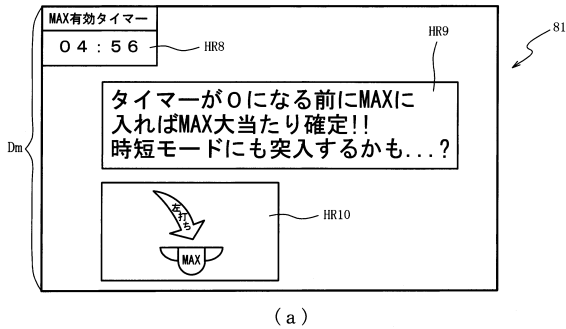 MAX有効タイマー
04:56
HR8
HR9
81
Dm
タイマーが0になる前にMAXに
入ればMAX大当たり確定!!
時短モードにも突入するかも...?
左打ち
MAX
HR10
(a)